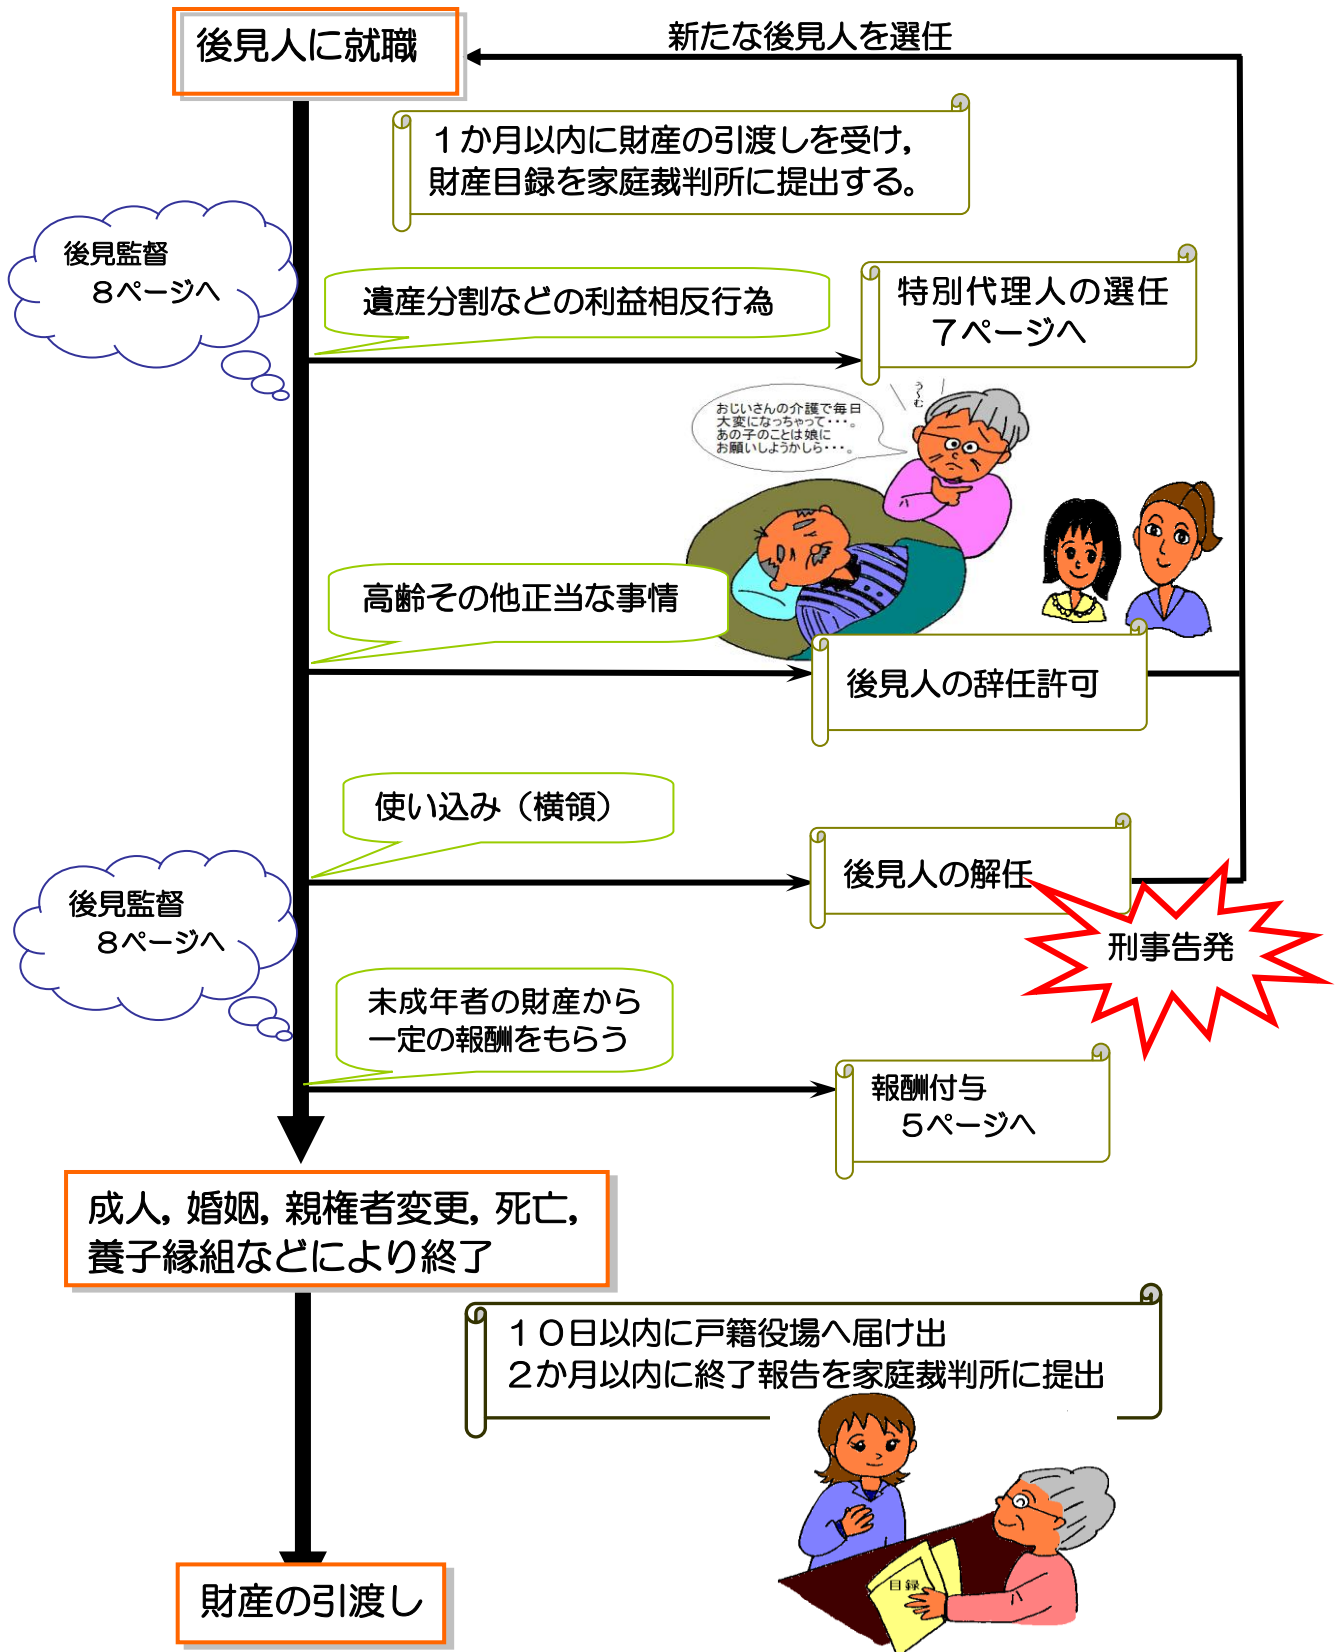 後見人に就職
新たな後見人を選任
１か月以内に財産の引渡しを受け，
財産目録を家庭裁判所に提出する。
後見監督
８ページへ
遺産分割などの利益相反行為
特別代理人の選任
７ページへ
う～む
おじいさんの介護で毎日
大変になっちゃって・・・。
あの子のことは娘に
お願いしようかしら・・・。
高齢その他正当な事情
後見人の辞任許可
使い込み（横領）
後見人の解任
後見監督
８ページへ
刑事告発
未成年者の財産から
一定の報酬をもらう
報酬付与
５ページへ
成人，婚姻，親権者変更，死亡，
養子縁組などにより終了
１０日以内に戸籍役場へ届け出
２か月以内に終了報告を家庭裁判所に提出
目録
財産の引渡し